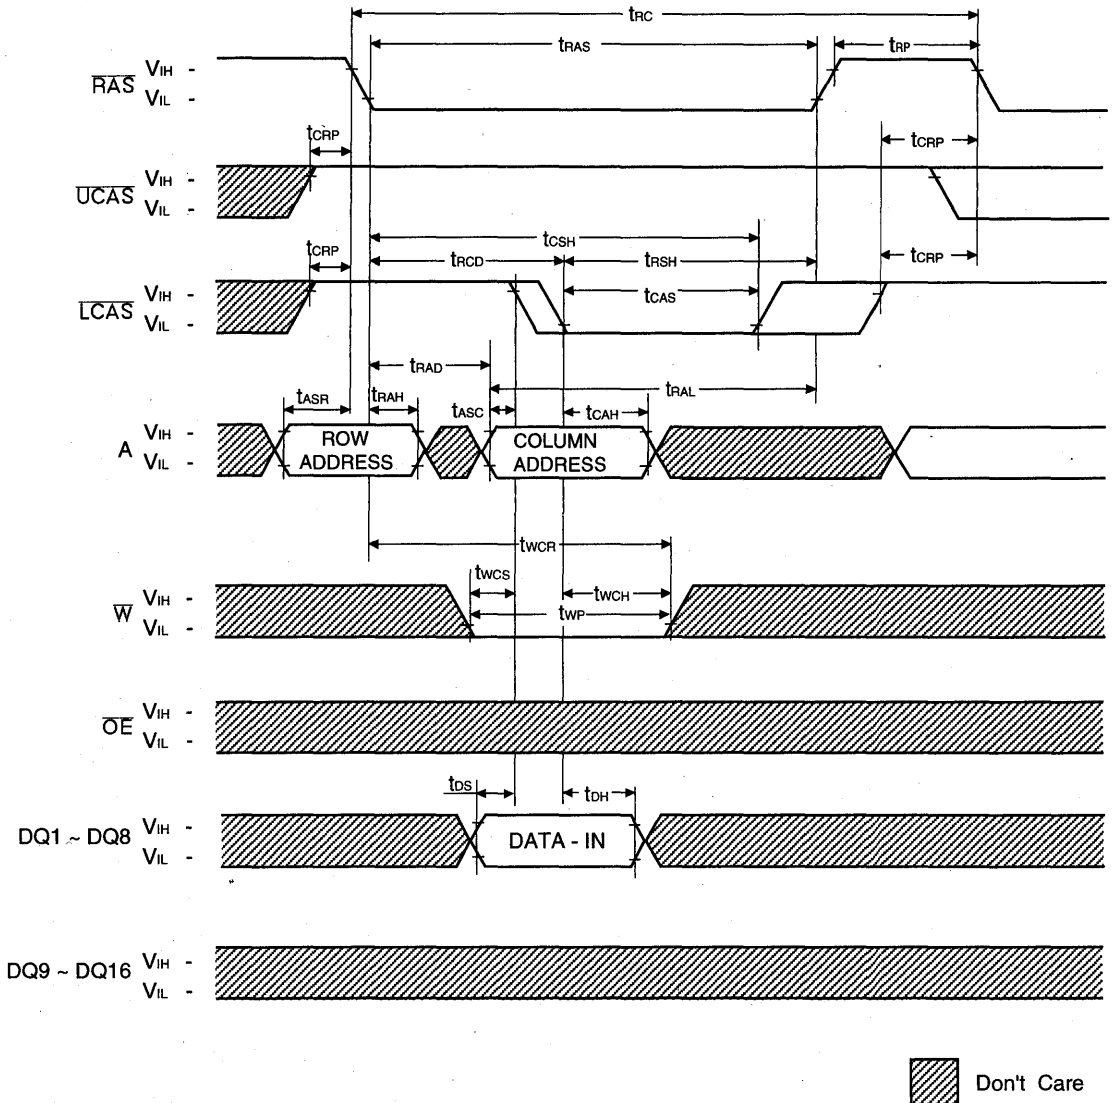 tRC
tRAS
tRP
RAS
VIH -
VIL -
tCRP
tCRP
UCAS
VIH -
VIL -
tCSH
tCRP
tRCD
tRSH
tCRP
LCAS
VIH -
VIL -
tCAS
tRAD
tRAL
tASR
tRAH
tASC
tCAH
A
VIH -
VIL -
ROW
ADDRESS
COLUMN
ADDRESS
tWCR
tWCS
tWCH
W
VIH -
VIL -
tWP
OE
VIH -
VIL -
tDS
tDH
DQ1 ~ DQ8
VIH -
VIL -
DATA - IN
DQ9 ~ DQ16
VIH -
VIL -
Don't Care